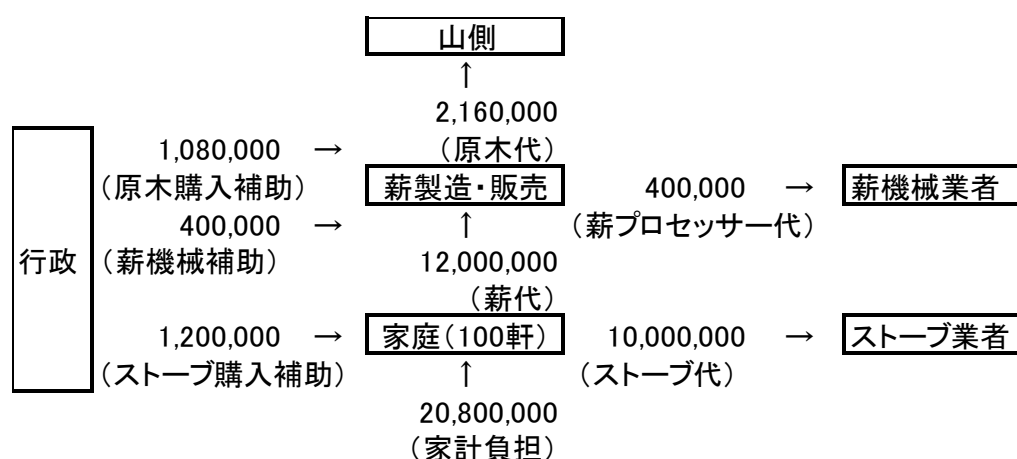 山側
↑
2,160,000
1,080,000 → （原木代）
（原木購入補助） 薪製造・販売 400,000 → 薪機械業者
400,000 → ↑ （薪プロセッサー代）
行政 （薪機械補助） 12,000,000
（薪代）
1,200,000 → 家庭（100軒） 10,000,000 → ストーブ業者
（ストーブ購入補助） ↑ （ストーブ代）
20,800,000
（家計負担）